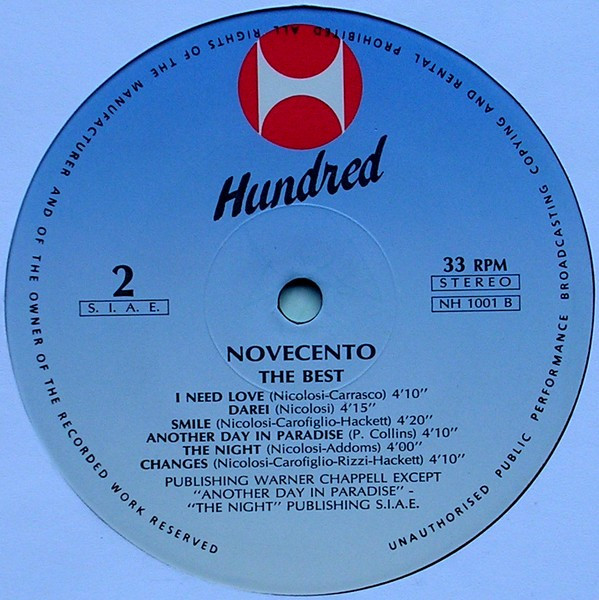 ALL RIGHTS OF THE MANUFACTURER AND OF THE OWNER OF THE RECORDED WORK RESERVED
UNAUTHORISED PUBLIC PERFORMANCE BROADCASTING COPYING AND RENTAL PROHIBITED
Hundred
2
S. I. A. E.
33 RPM
STEREO
NH 1001 B
NOVECENTO
THE BEST
I NEED LOVE (Nicolosi-Carrasco) 4'10''
DAREI (Nicolosi) 4'15''
SMILE (Nicolosi-Carofiglio-Hackett) 4'20''
ANOTHER DAY IN PARADISE (P. Collins) 4'10''
THE NIGHT (Nicolosi-Addoms) 4'00''
CHANGES (Nicolosi-Carofiglio-Rizzi-Hackett) 4'10''
PUBLISHING WARNER CHAPPELL EXCEPT
''ANOTHER DAY IN PARADISE'' -
''THE NIGHT'' PUBLISHING S.I.A.E.